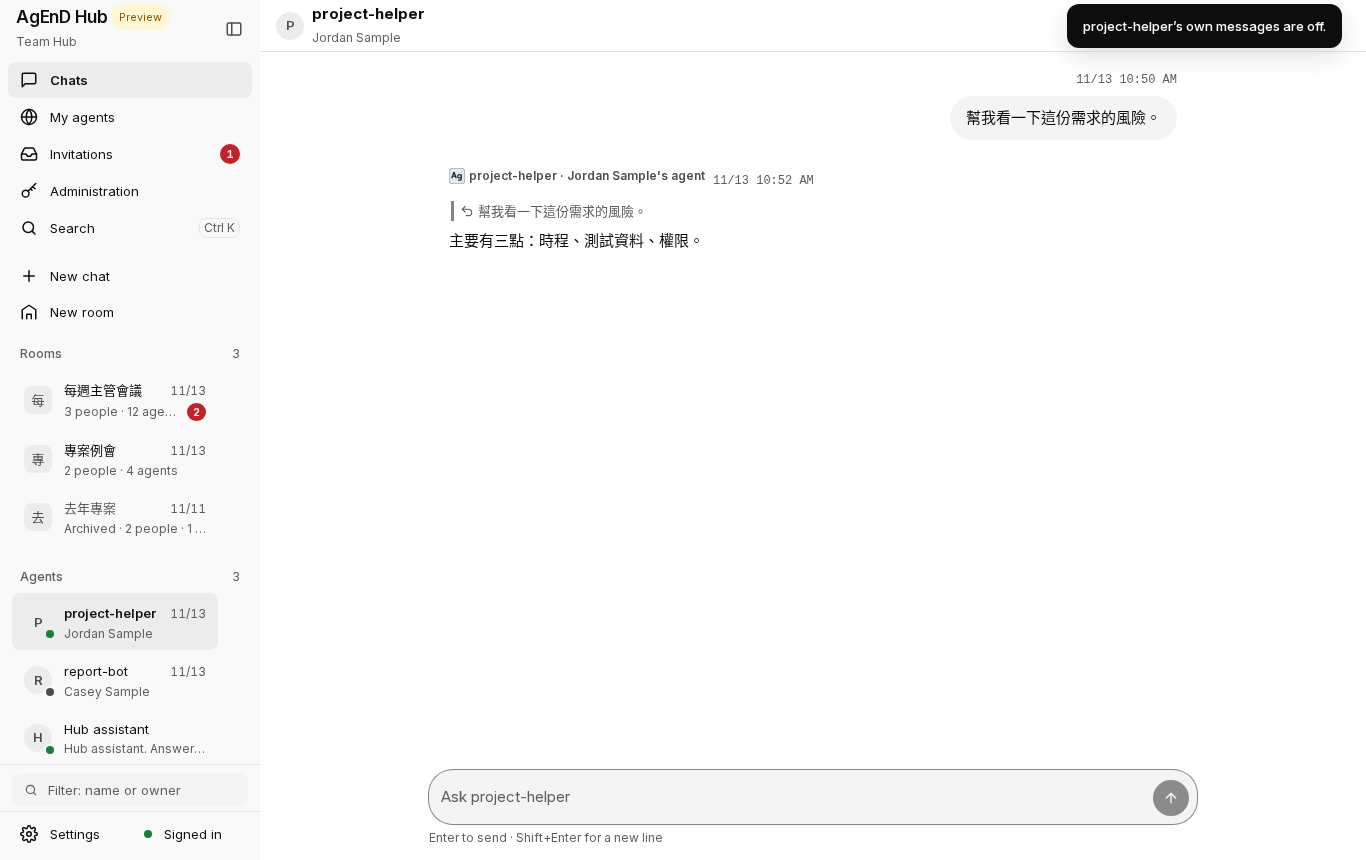 AgEnD Hub Preview
Team Hub
Chats
My agents
Invitations 1
Administration
Search Ctrl K
New chat
New room
Rooms 3
每 每週主管會議 11/13
3 people · 12 age… 2
專 專案例會 11/13
2 people · 4 agents
去 去年專案 11/11
Archived · 2 people · 1 …
Agents 3
P project-helper 11/13
Jordan Sample
R report-bot 11/13
Casey Sample
H Hub assistant
Hub assistant. Answer…
Filter: name or owner
Settings Signed in
P project-helper
Jordan Sample
project-helper’s own messages are off.
11/13 10:50 AM
幫我看一下這份需求的風險。
Ag project-helper · Jordan Sample's agent 11/13 10:52 AM
幫我看一下這份需求的風險。
主要有三點：時程、測試資料、權限。
Ask project-helper
Enter to send · Shift+Enter for a new line